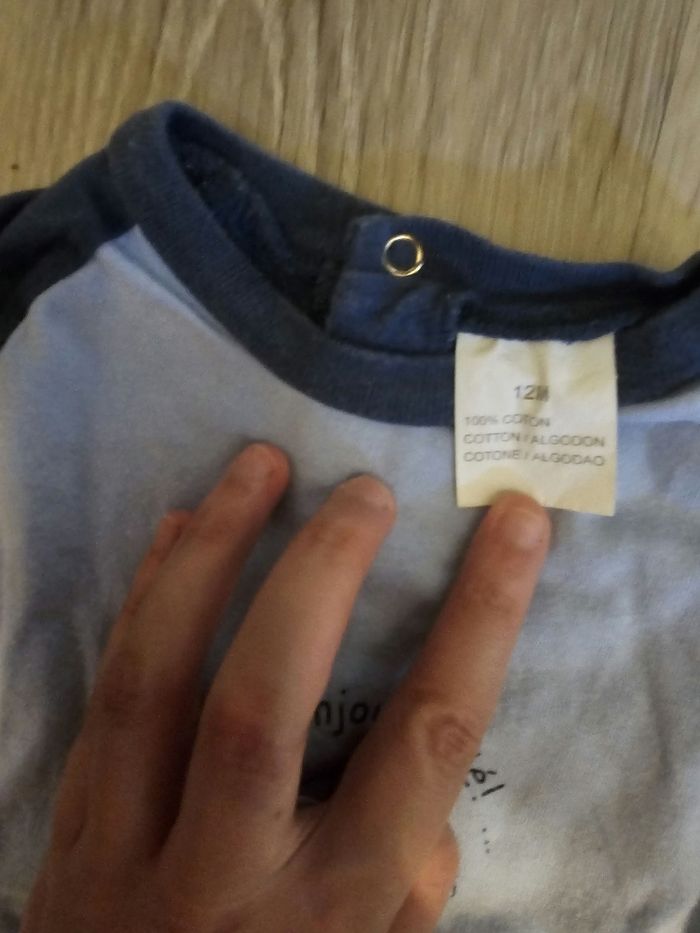 12M
100% COTON
COTTON / ALGODON
COTONE / ALGODAO